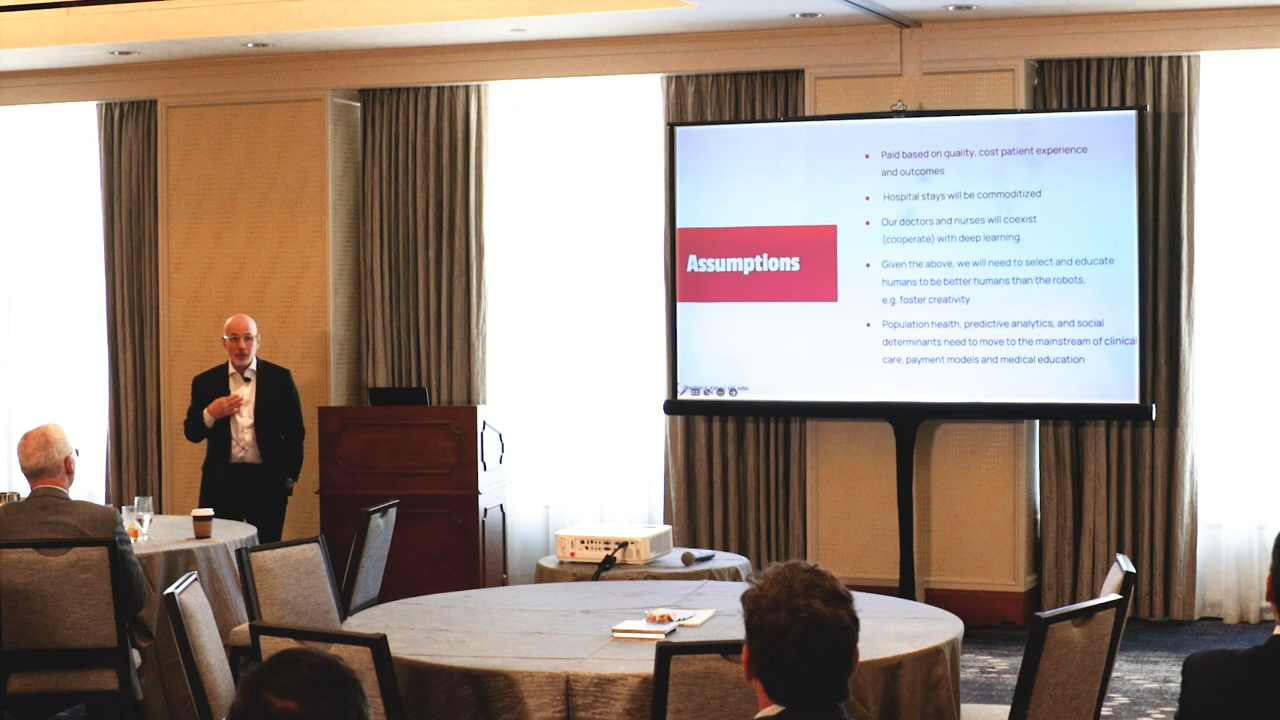 Assumptions
Paid based on quality, cost patient experience
and outcomes
Hospital stays will be commoditized
Our doctors and nurses will coexist
(cooperate) with deep learning
Given the above, we will need to select and educate
humans to be better humans than the robots,
e.g. foster creativity
Population health, predictive analytics, and social
determinants need to move to the mainstream of clinical
care, payment models and medical education